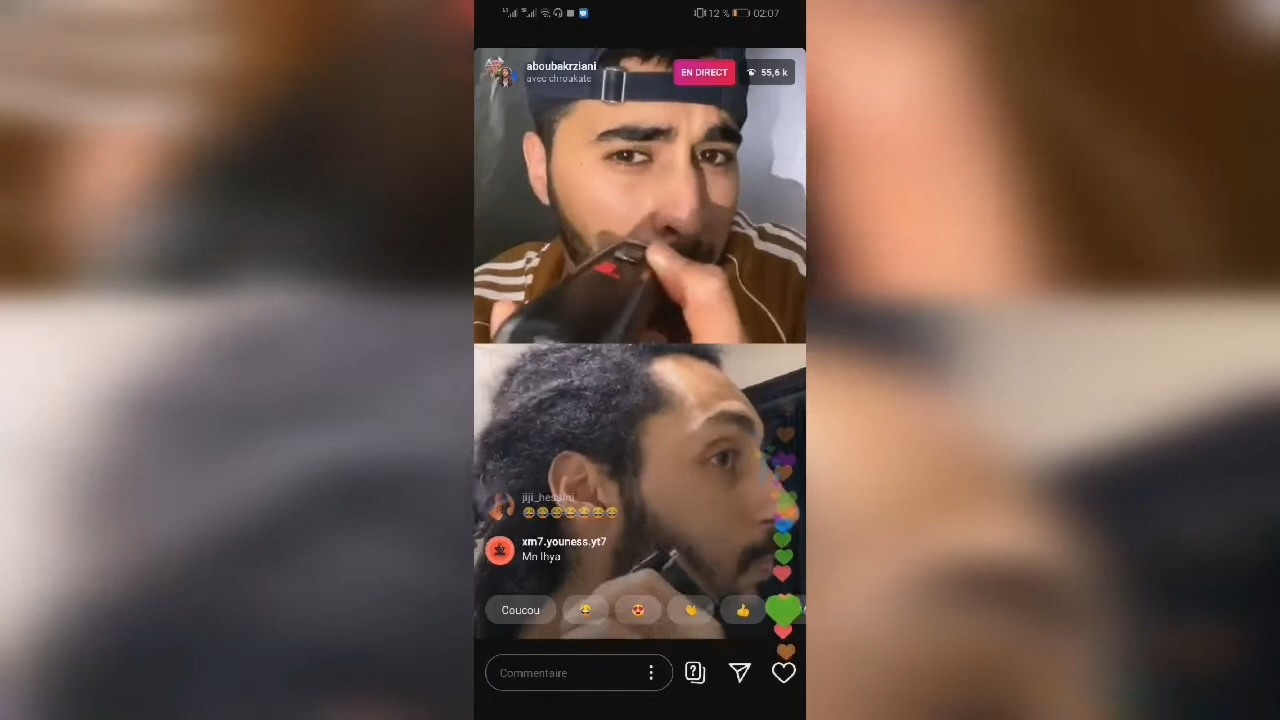 12 %
02:07
aboubakrziani
avec chroukate
EN DIRECT
55,6 k
jiji_hessini
xm7.youness.yt7
Mn lhya
Coucou
Commentaire